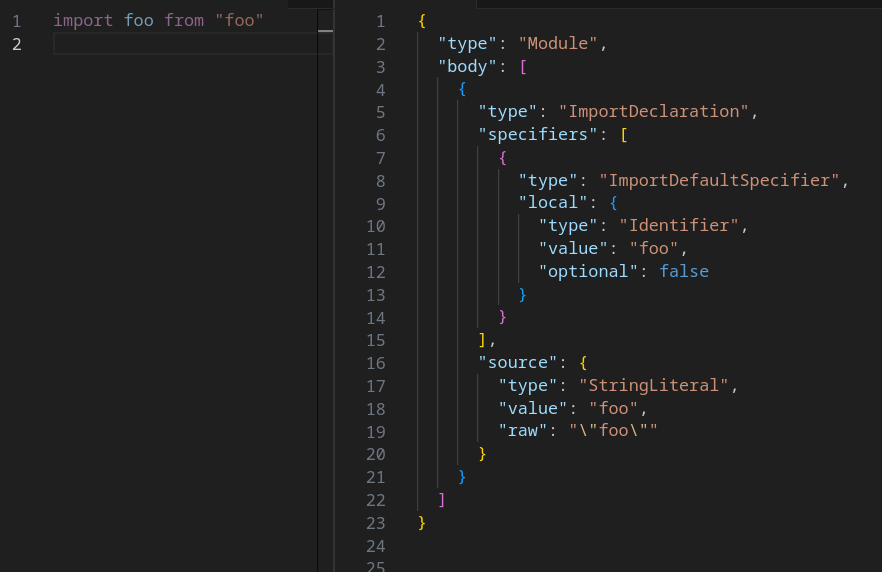 1 import foo from "foo"
2
1 {
2 "type": "Module",
3 "body": [
4 {
5 "type": "ImportDeclaration",
6 "specifiers": [
7 {
8 "type": "ImportDefaultSpecifier",
9 "local": {
10 "type": "Identifier",
11 "value": "foo",
12 "optional": false
13 }
14 }
15 ],
16 "source": {
17 "type": "StringLiteral",
18 "value": "foo",
19 "raw": "\"foo\""
20 }
21 }
22 ]
23 }
24
25